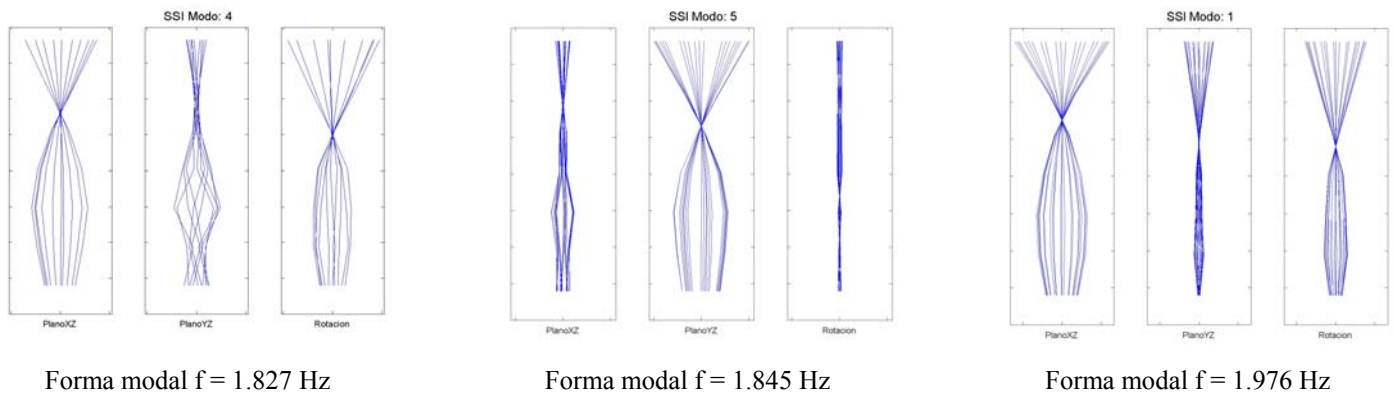 SSI Modo: 4
SSI Modo: 5
SSI Modo: 1
PlanoXZ
PlanoYZ
Rotacion
PlanoXZ
PlanoYZ
Rotacion
PlanoXZ
PlanoYZ
Rotacion
Forma modal f = 1.827 Hz
Forma modal f = 1.845 Hz
Forma modal f = 1.976 Hz